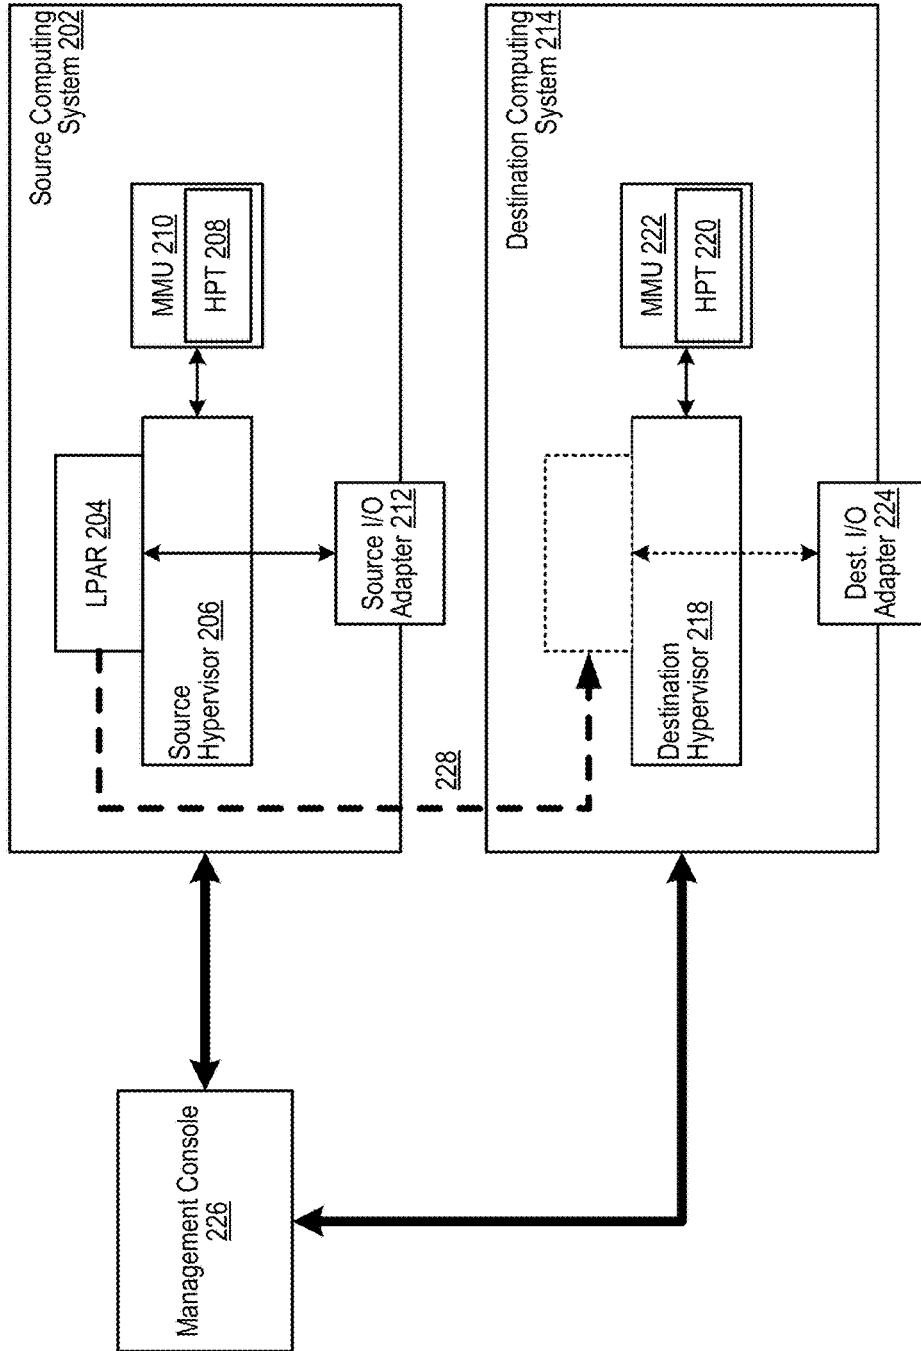 Source Computing
System 202
LPAR 204
MMU 210
HPT 208
Source
Hypervisor 206
Source I/O
Adapter 212
228
Management Console
226
Destination Computing
System 214
MMU 222
HPT 220
Destination
Hypervisor 218
Dest. I/O
Adapter 224